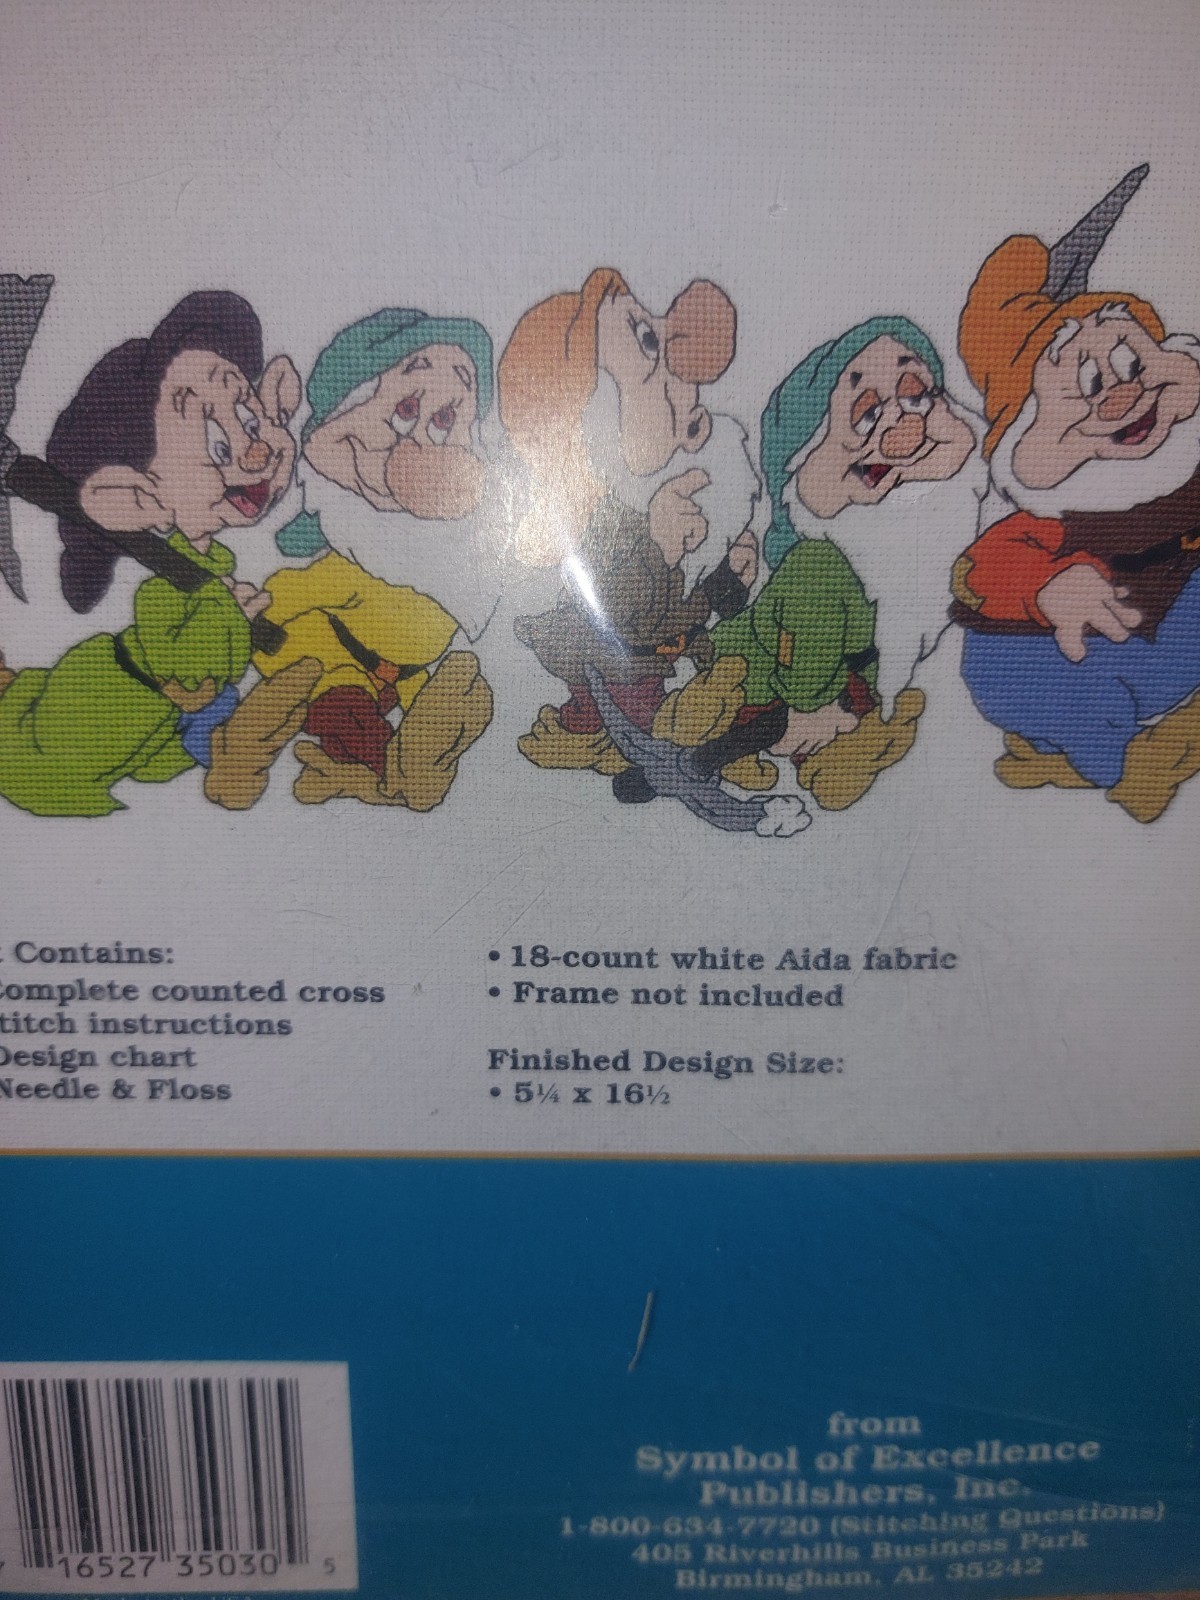 Contains:
Complete counted cross
stitch instructions
Design chart
Needle & Floss
• 18-count white Aida fabric
• Frame not included
Finished Design Size:
• 5¼ x 16½
16527 35030 5
from
Symbol of Excellence
Publishers, Inc.
1-800-634-7720 (Stitching Questions)
405 Riverhills Business Park
Birmingham, AL 35242